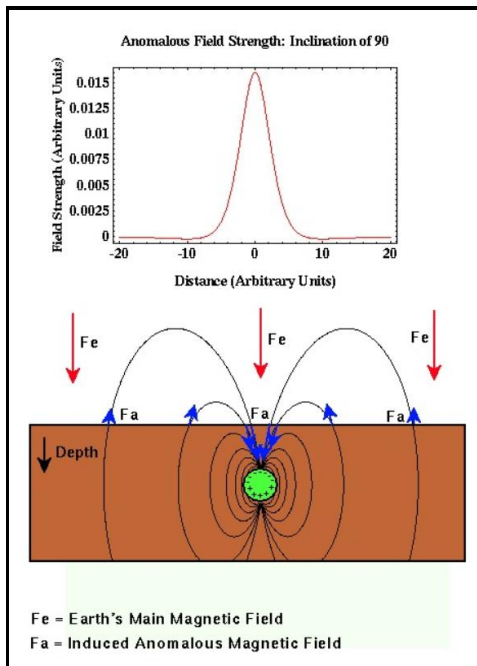 Anomalous Field Strength: Inclination of 90
Field Strength (Arbitrary Units)
0.015
0.0125
0.01
0.0075
0.005
0.0025
0
-20
-10
0
10
20
Distance (Arbitrary Units)
Fe
Fe
Fe
Fa
Fa
Fa
Depth
Fe = Earth's Main Magnetic Field
Fa = Induced Anomalous Magnetic Field